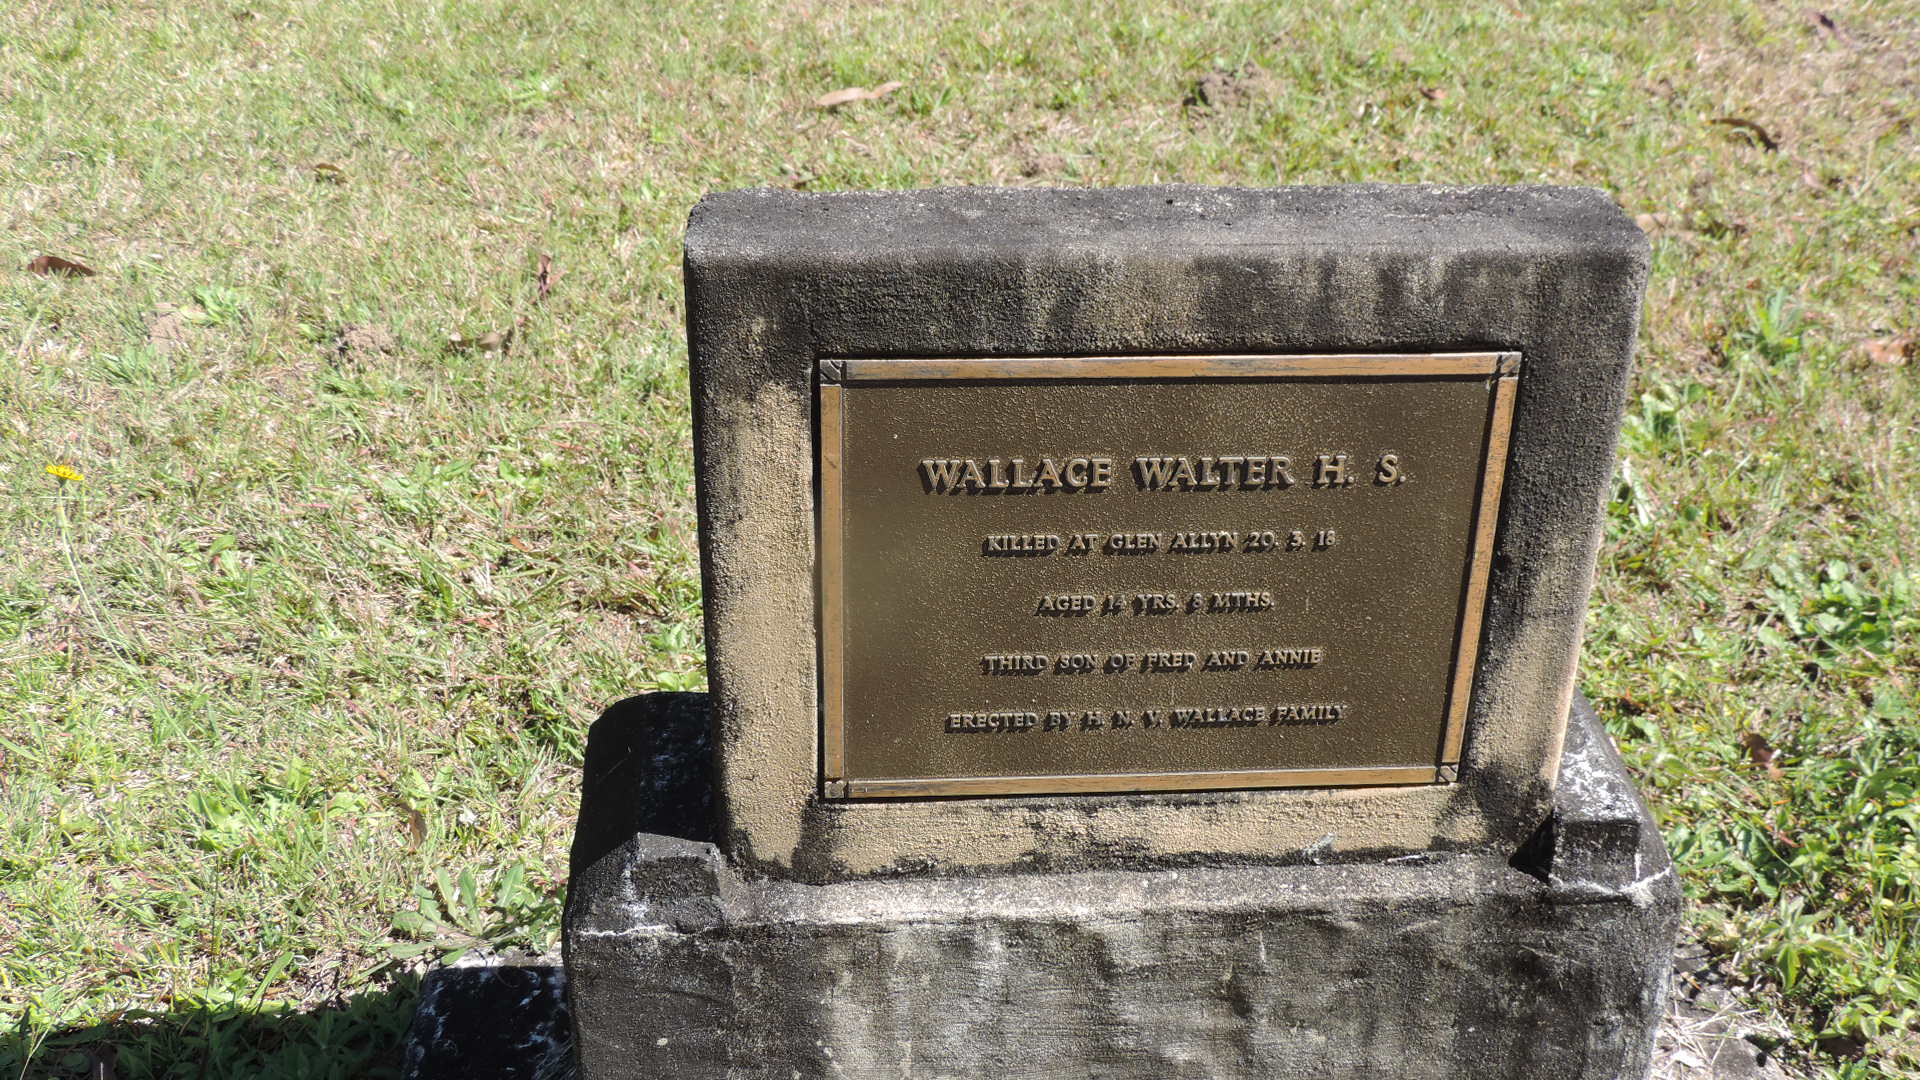 WALLACE WALTER H. S.
KILLED AT GLEN ALLYN 20. 3. 18
AGED 14 YRS. 8 MTHS.
THIRD SON OF FRED AND ANNIE
ERECTED BY H. N. V. WALLACE FAMILY